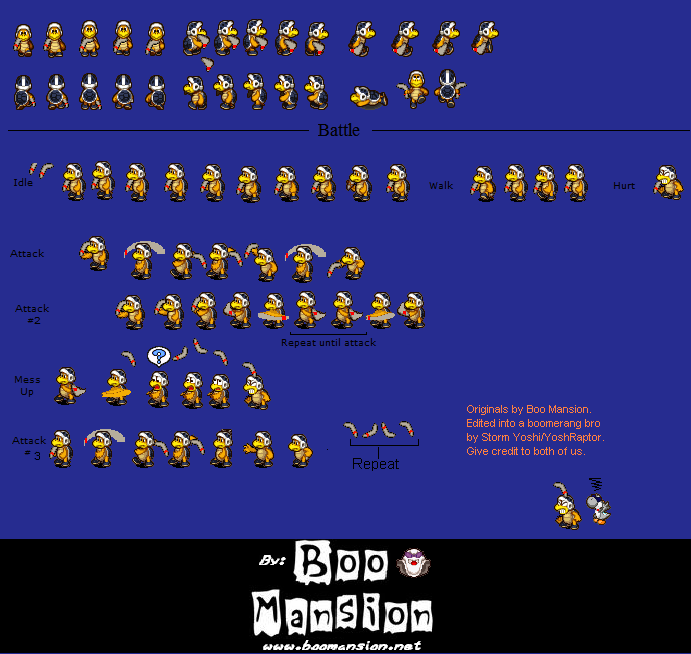 Battle
Idle
Walk
Hurt
Attack
Attack
#2
Repeat until attack
Mess
Up
?
Originals by Boo Mansion.
Edited into a boomerang bro
by Storm Yoshi/YoshRaptor.
Give credit to both of us.
Attack
# 3
Repeat
By: Boo
Mansion
www.boomansion.net